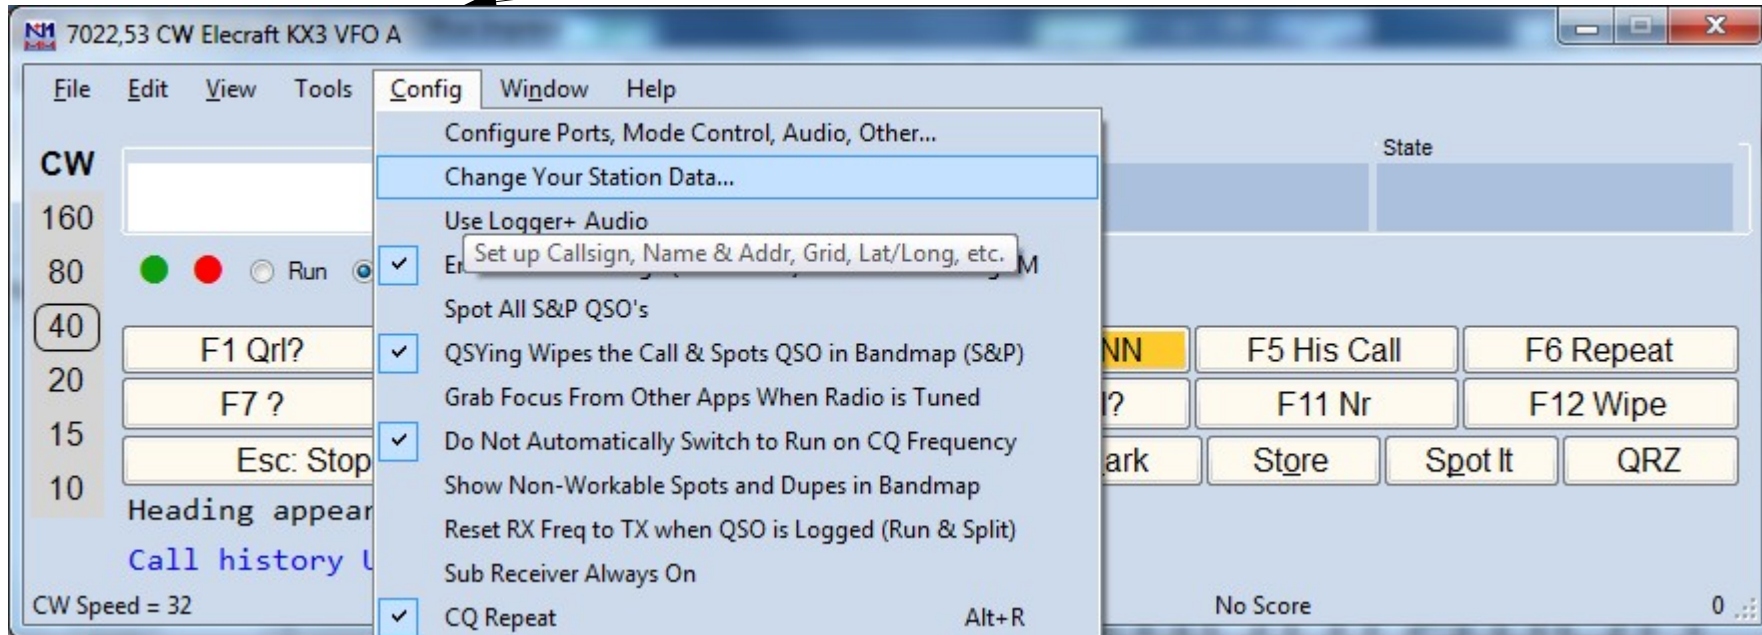 7022,53 CW Elecraft KX3 VFO A
File Edit View Tools Config Window Help
Configure Ports, Mode Control, Audio, Other...
State
CW
Change Your Station Data...
160
Use Logger+ Audio
Set up Callsign, Name & Addr, Grid, Lat/Long, etc.
80 Run
M
Spot All S&P QSO's
40
F1 Qrl? QSYing Wipes the Call & Spots QSO in Bandmap (S&P) NN F5 His Call F6 Repeat
20
F7 ? Grab Focus From Other Apps When Radio is Tuned l? F11 Nr F12 Wipe
15
Esc: Stop Do Not Automatically Switch to Run on CQ Frequency ark Store Spot It QRZ
10
Show Non-Workable Spots and Dupes in Bandmap
Heading appear
Reset RX Freq to TX when QSO is Logged (Run & Split)
Call history U
Sub Receiver Always On
CW Speed = 32 CQ Repeat Alt+R No Score 0